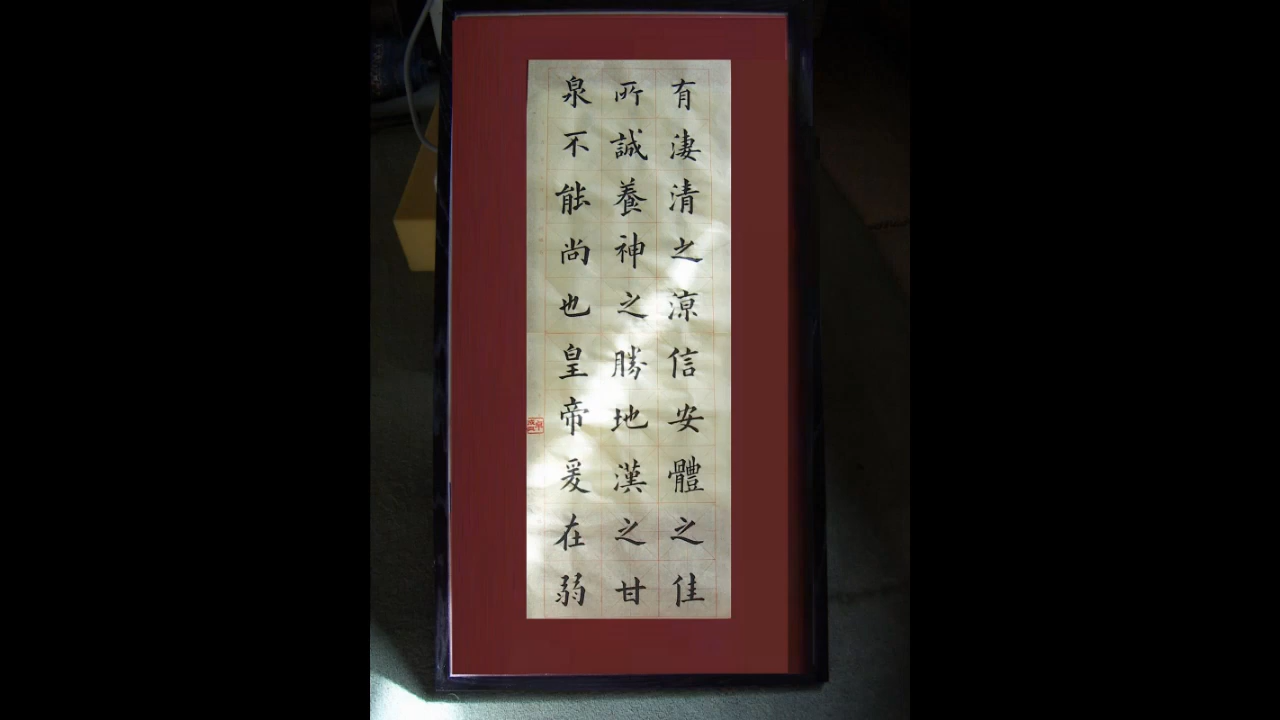 有淒清之涼信安體之佳
所誠養神之勝地漢之甘
泉不能尚也皇帝爰在弱